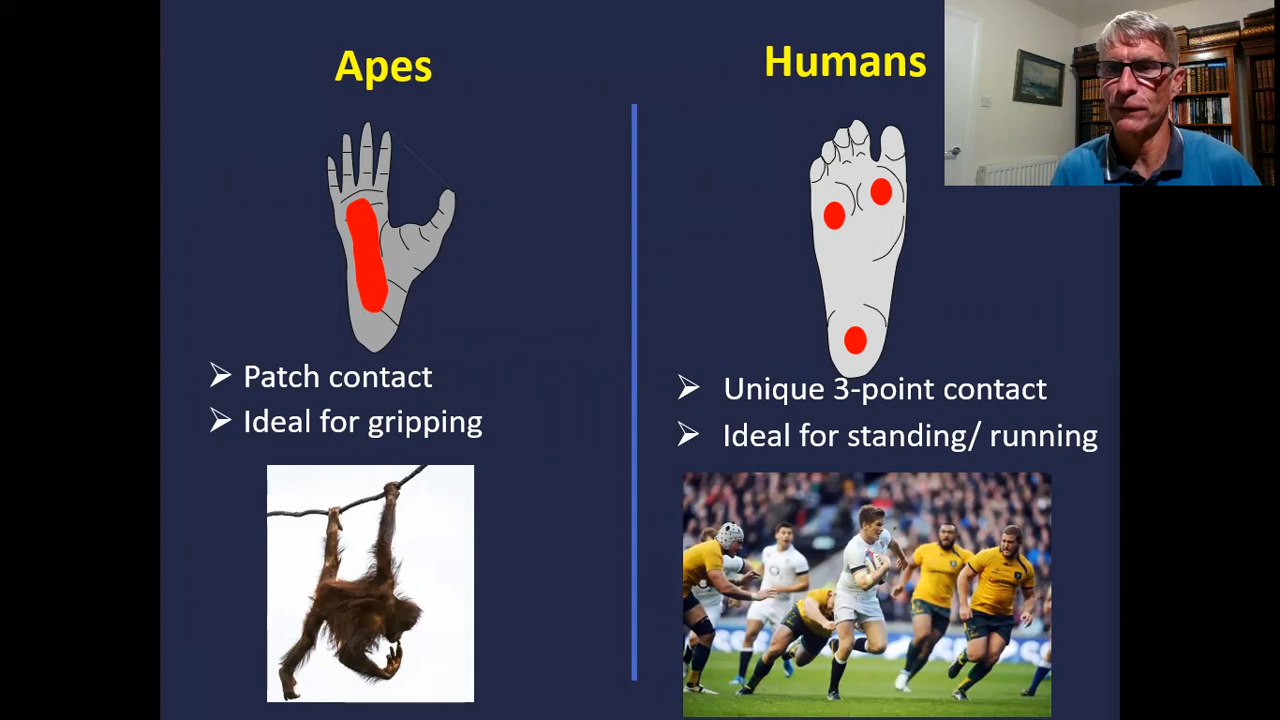 Apes
Humans
Patch contact
Ideal for gripping
Unique 3-point contact
Ideal for standing/ running